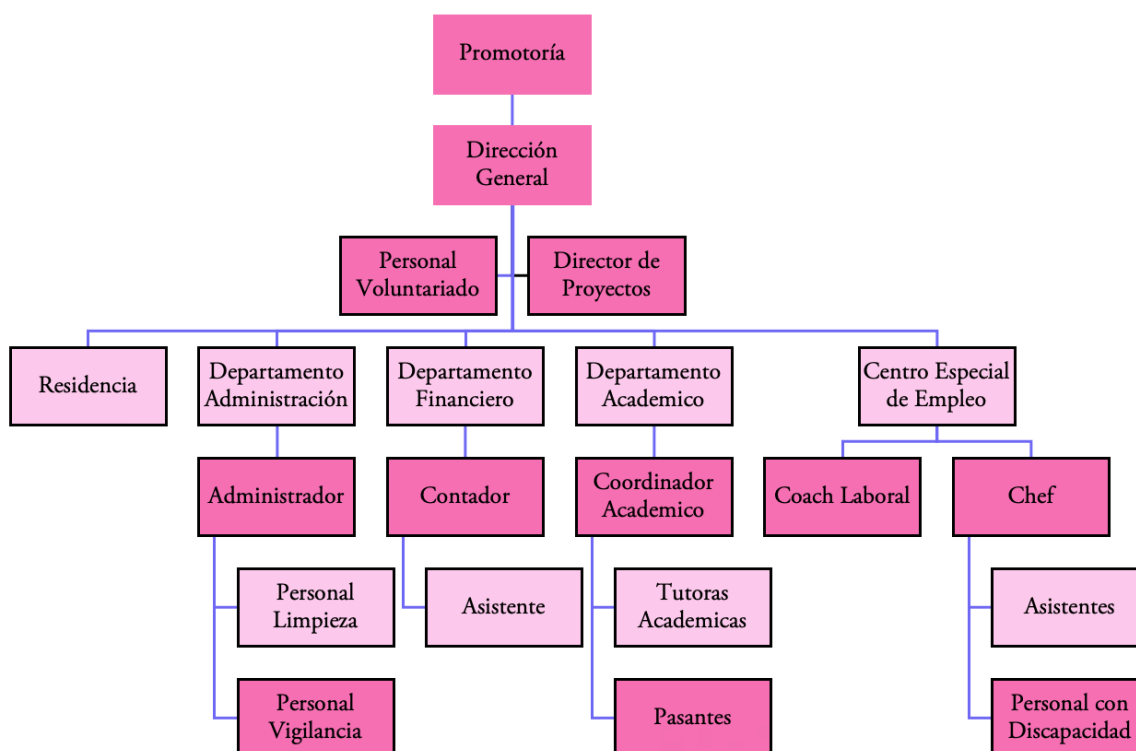 Promotoría
Dirección
General
Personal
Voluntariado
Director de
Proyectos
Residencia
Departamento
Administración
Departamento
Financiero
Departamento
Academico
Centro Especial
de Empleo
Administrador
Contador
Coordinador
Academico
Coach Laboral
Chef
Personal
Limpieza
Asistente
Tutoras
Academicas
Asistentes
Personal
Vigilancia
Pasantes
Personal con
Discapacidad